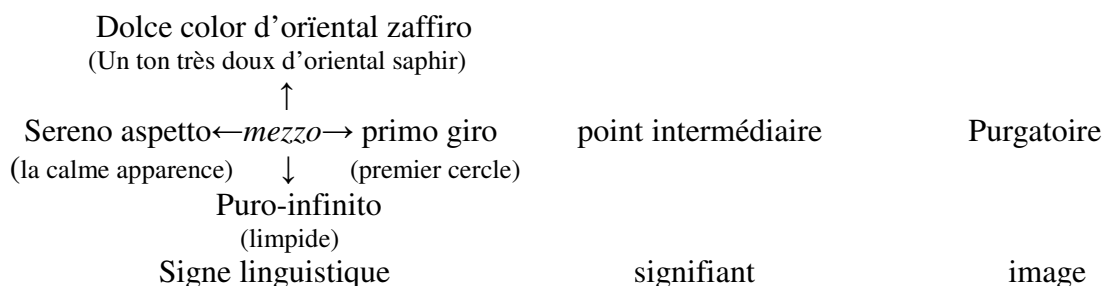 Dolce color d’orïental zaffiro
(Un ton très doux d’oriental saphir)
↑
Sereno aspetto←mezzo→ primo giro point intermédiaire Purgatoire
(la calme apparence) ↓ (premier cercle)
Puro-infinito
(limpide)
Signe linguistique signifiant image